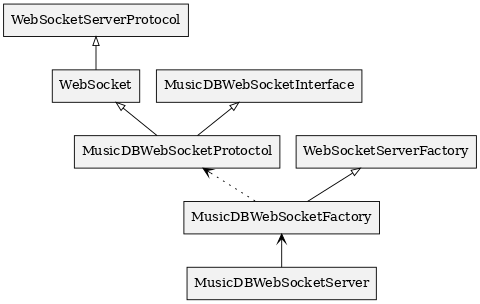 WebSocketServerProtocol
WebSocket
MusicDBWebSocketInterface
MusicDBWebSocketProtoctol
WebSocketServerFactory
MusicDBWebSocketFactory
MusicDBWebSocketServer